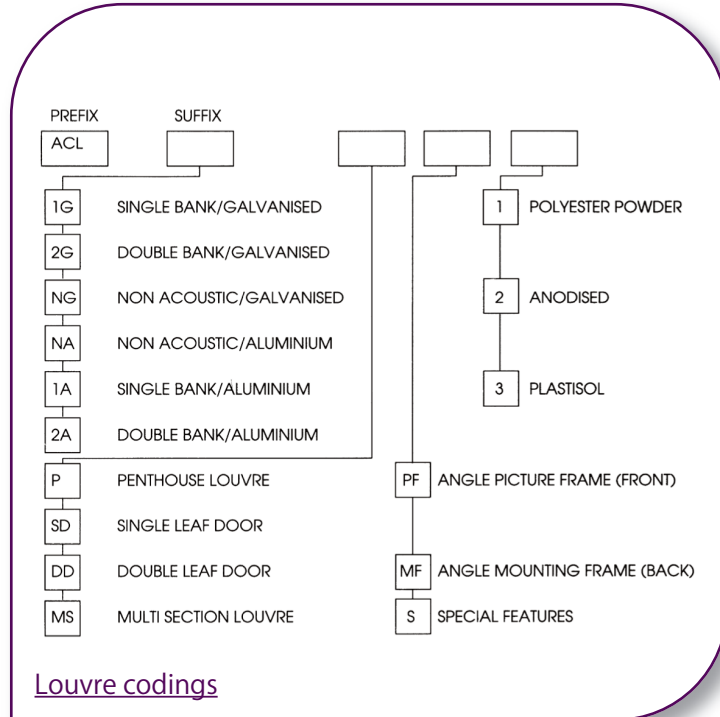 PREFIX SUFFIX
ACL
1G SINGLE BANK/GALVANISED 1 POLYESTER POWDER
2G DOUBLE BANK/GALVANISED
NG NON ACOUSTIC/GALVANISED 2 ANODISED
NA NON ACOUSTIC/ALUMINIUM
1A SINGLE BANK/ALUMINIUM 3 PLASTISOL
2A DOUBLE BANK/ALUMINIUM
P PENTHOUSE LOUVRE PF ANGLE PICTURE FRAME (FRONT)
SD SINGLE LEAF DOOR
DD DOUBLE LEAF DOOR MF ANGLE MOUNTING FRAME (BACK)
MS MULTI SECTION LOUVRE S SPECIAL FEATURES
Louvre codings